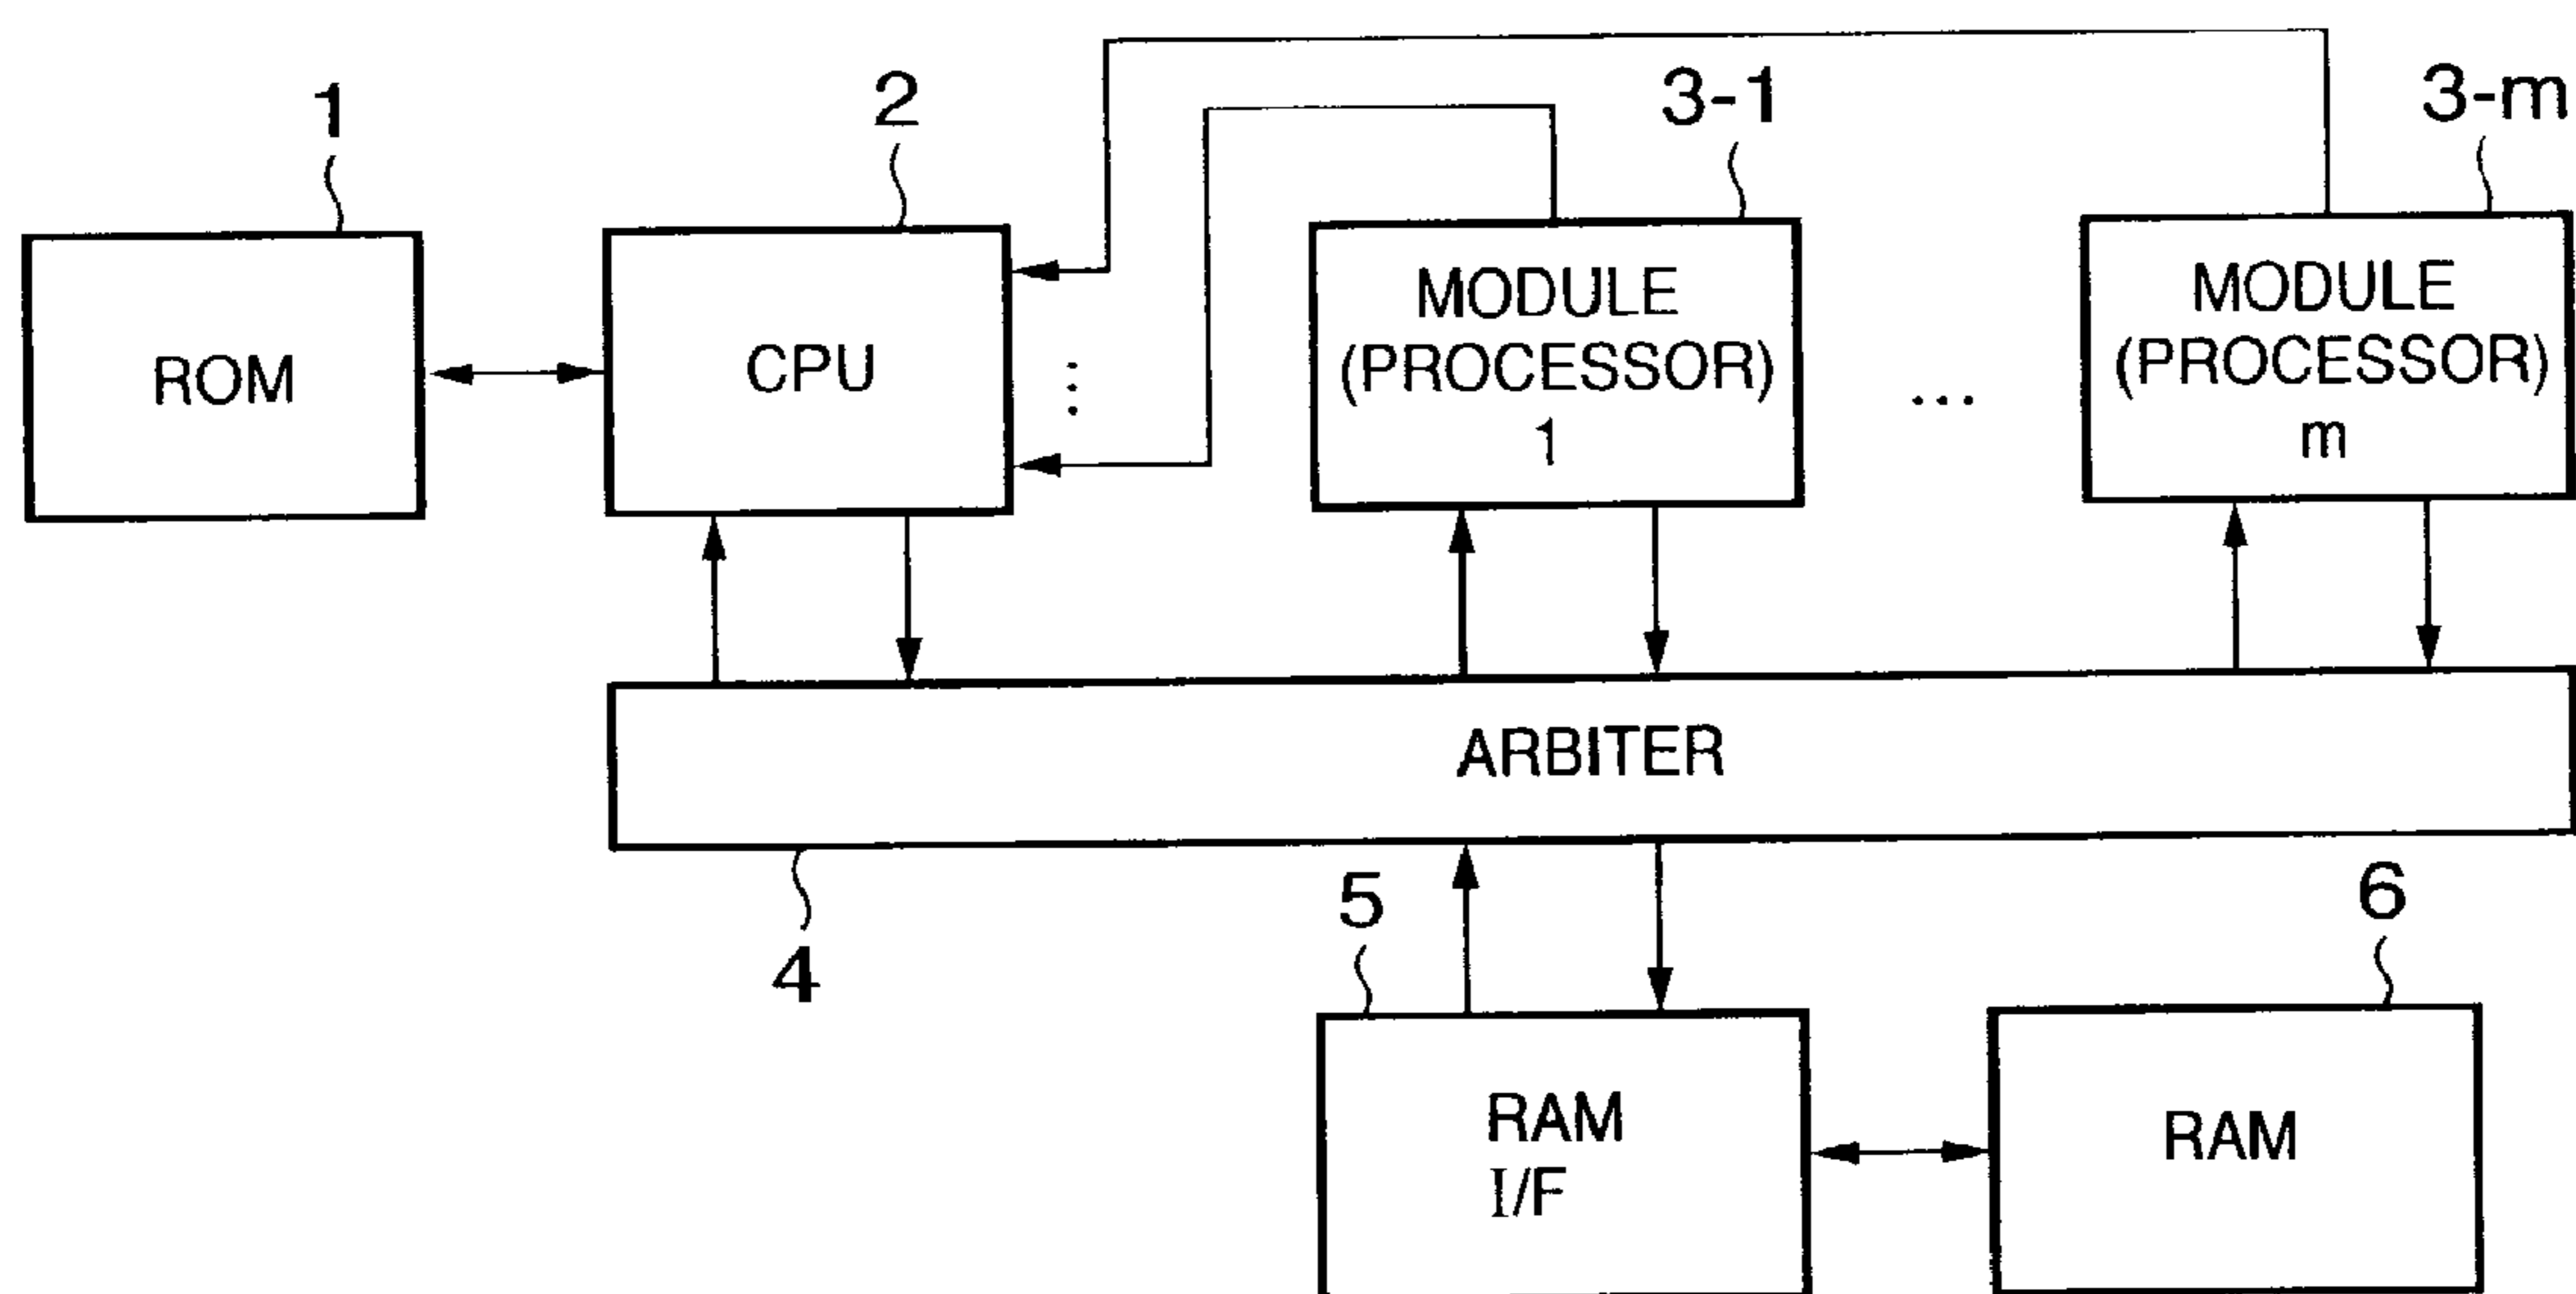 1
2
3-1
3-m
ROM
CPU
⋮
MODULE
(PROCESSOR)
1
...
MODULE
(PROCESSOR)
m
ARBITER
4
5
6
RAM
I/F
RAM